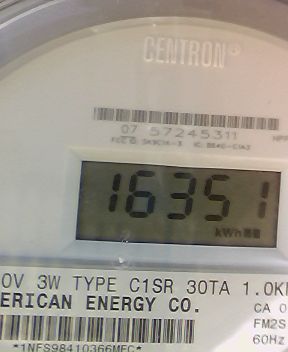 CENTRON®
07 57245311
16351
kWh
0V 3W TYPE C1SR 30TA 1.0K
ERICAN ENERGY CO.
CA 0
FM2S
60Hz
*1NFS98410366MFC*